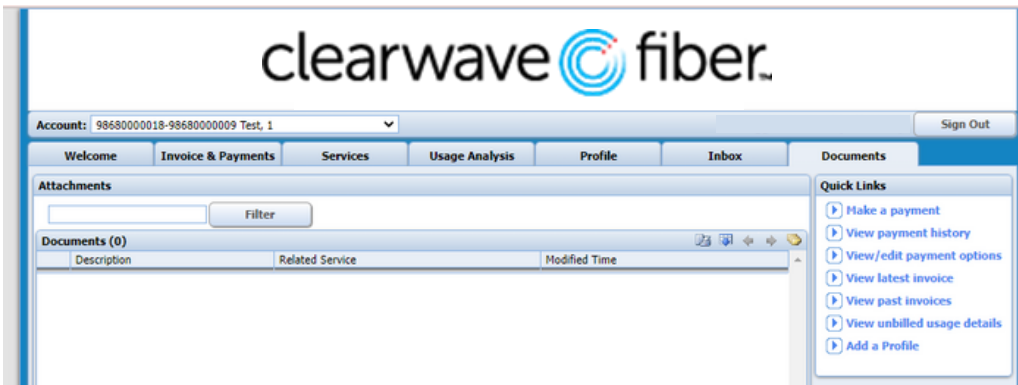 clearwave fiber™
Account: 98680000018-98680000009 Test, 1 Sign Out
Welcome Invoice & Payments Services Usage Analysis Profile Inbox Documents
Attachments
Filter
Documents (0)
Description Related Service Modified Time
Quick Links
Make a payment
View payment history
View/edit payment options
View latest invoice
View past invoices
View unbilled usage details
Add a Profile